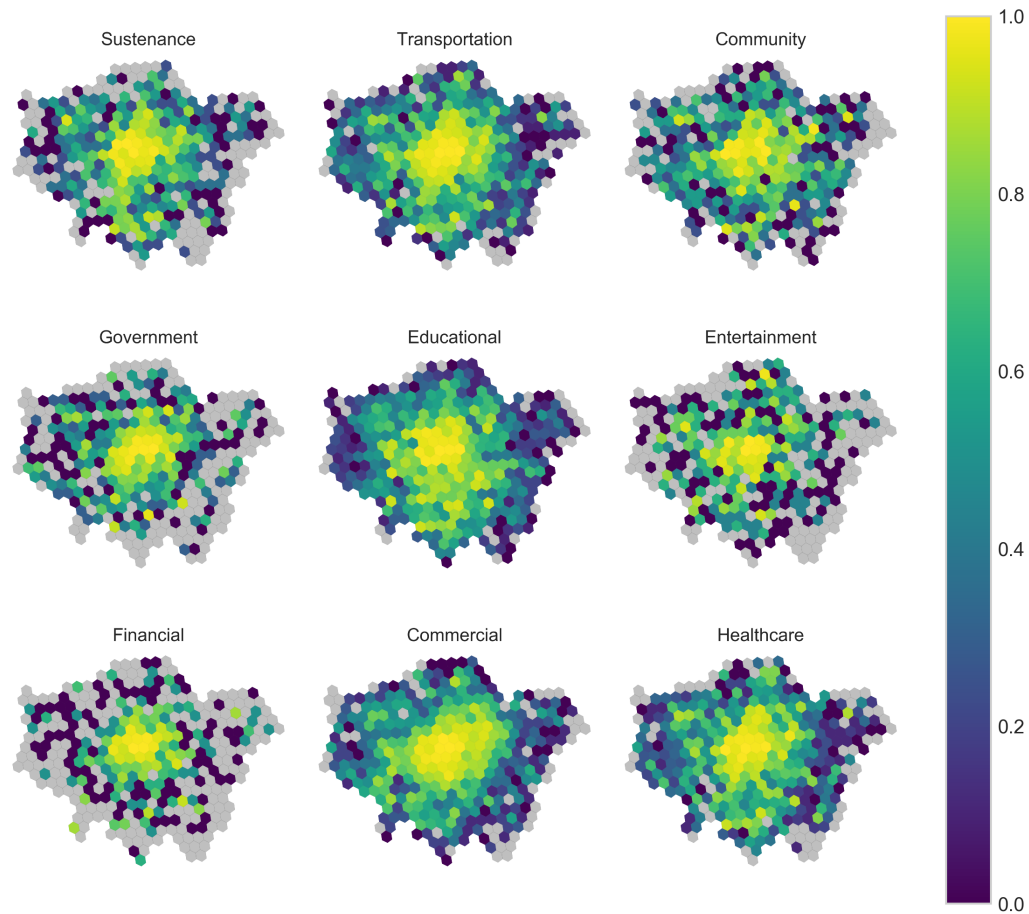 Sustenance Transportation Community
1.0
0.8
Government Educational Entertainment
0.6
0.4
Financial Commercial Healthcare
0.2
0.0